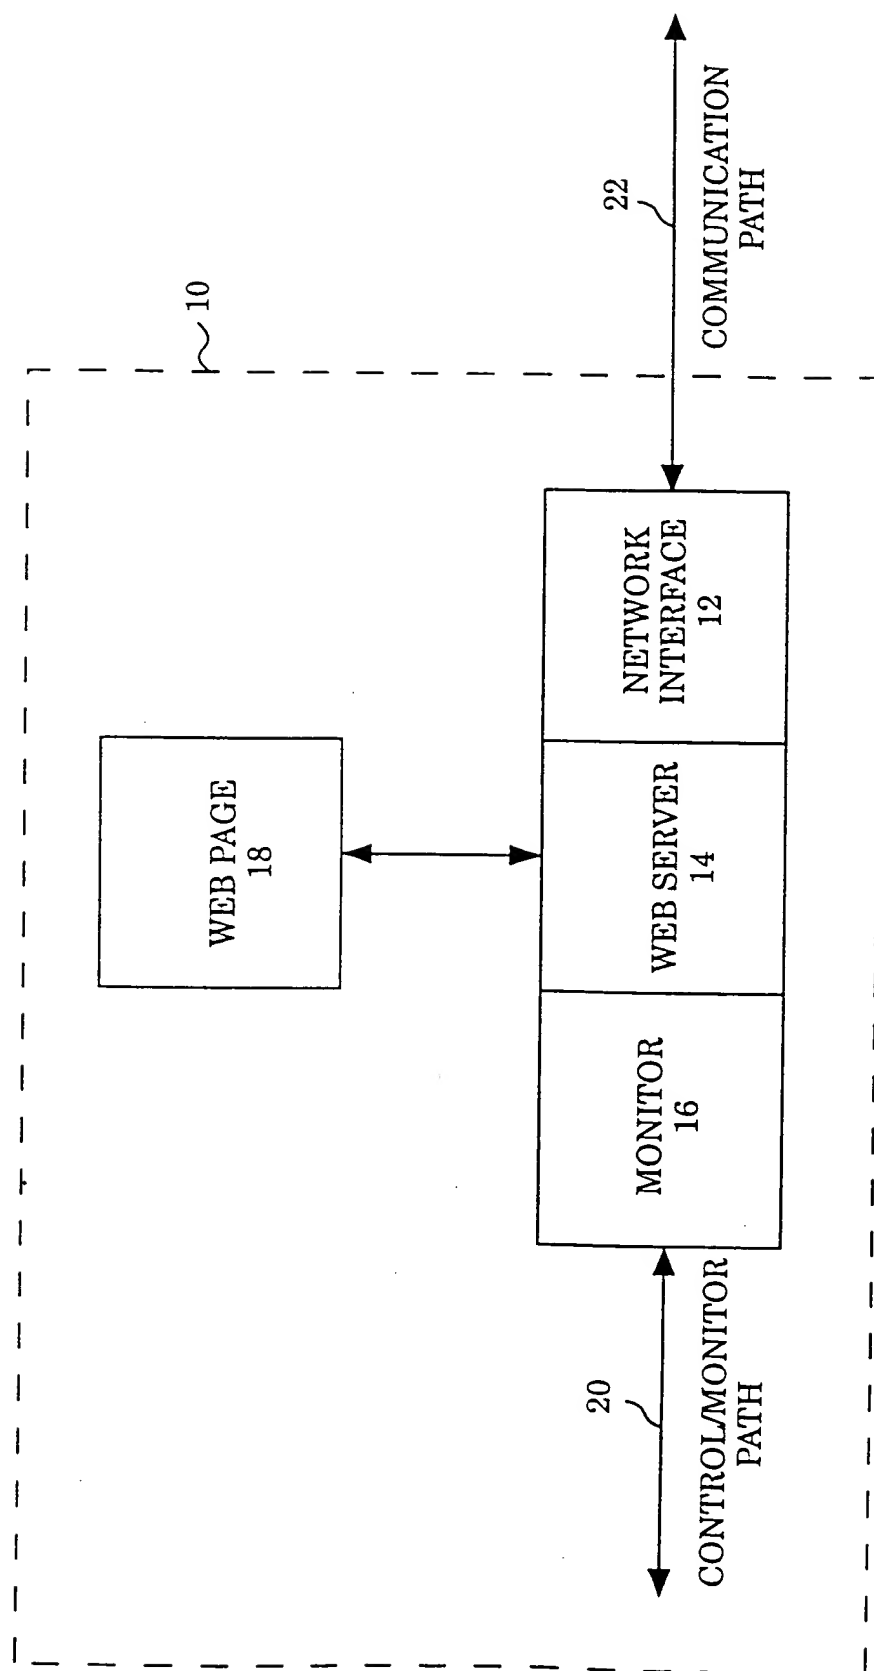 10
WEB PAGE
18
22
COMMUNICATION
PATH
NETWORK
INTERFACE
12
WEB SERVER
14
MONITOR
16
20
CONTROL/MONITOR
PATH